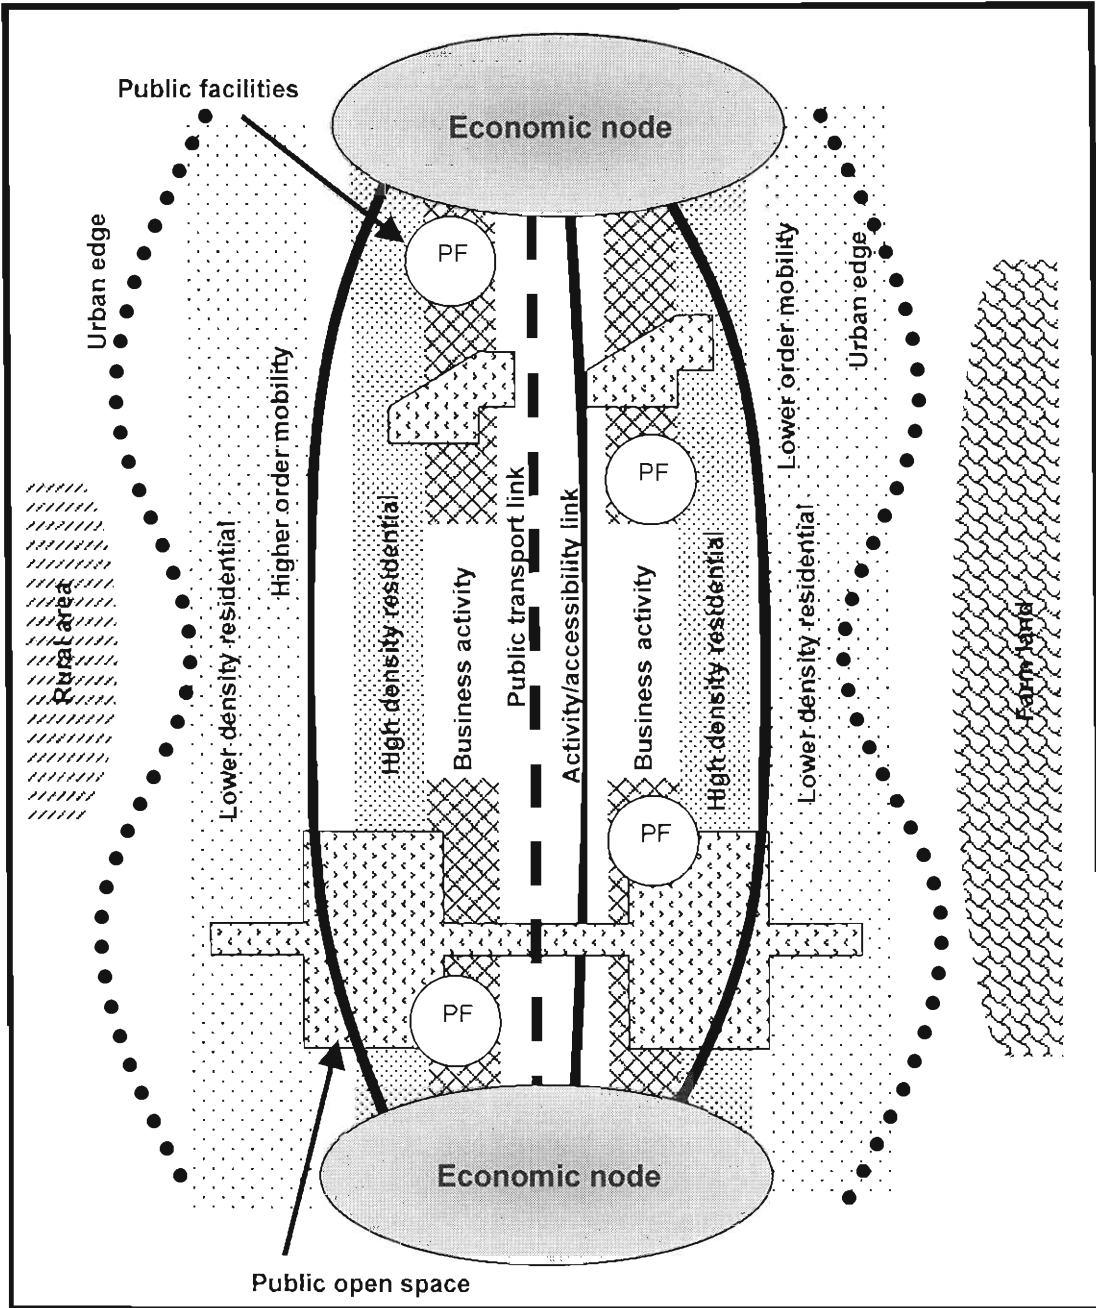 Public facilities
Economic node
Urban edge
PF
Lower order mobility
Urban edge
Higher order mobility
PF
Rural area
Lower density residential
High density residential
Business activity
Public transport link
Activity/accessibility link
Business activity
High density residential
Lower density residential
Farm land
PF
PF
Economic node
Public open space